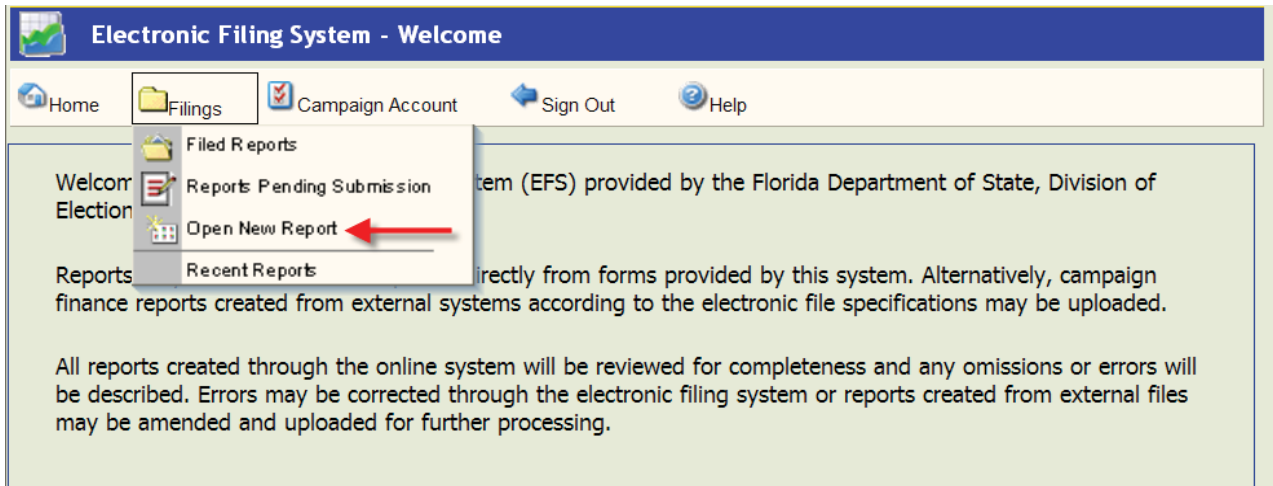 Electronic Filing System - Welcome
Home Filings Campaign Account Sign Out Help
Filed Reports
Reports Pending Submission
Open New Report
Recent Reports
Welcom tem (EFS) provided by the Florida Department of State, Division of
Election
Reports irectly from forms provided by this system. Alternatively, campaign
finance reports created from external systems according to the electronic file specifications may be uploaded.
All reports created through the online system will be reviewed for completeness and any omissions or errors will
be described. Errors may be corrected through the electronic filing system or reports created from external files
may be amended and uploaded for further processing.